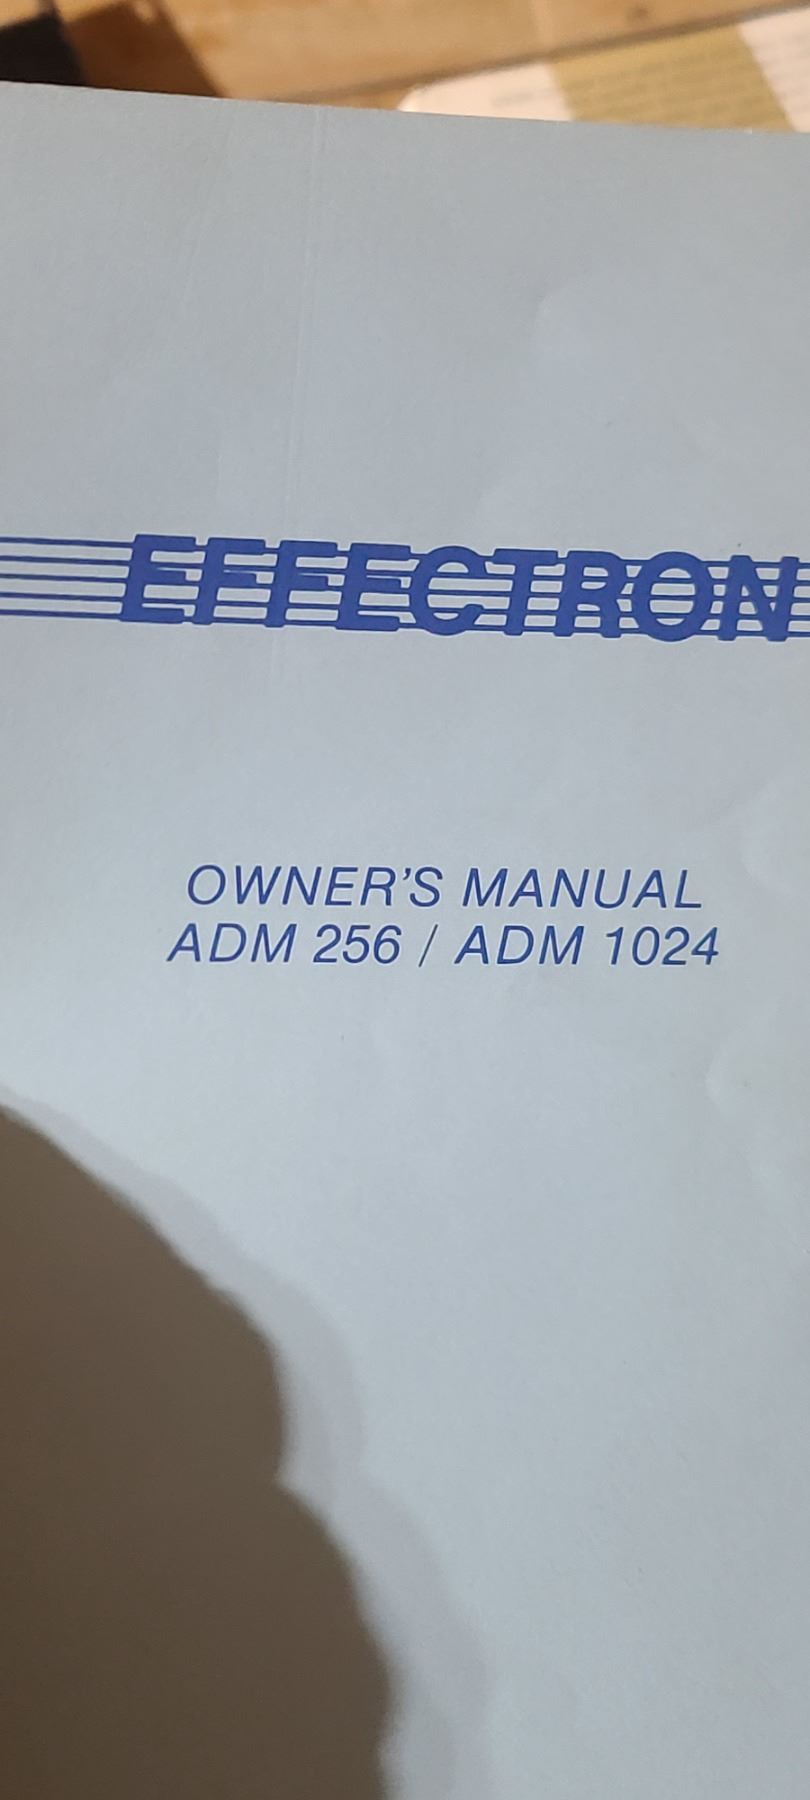 EFFECTRON
OWNER'S MANUAL
ADM 256 / ADM 1024